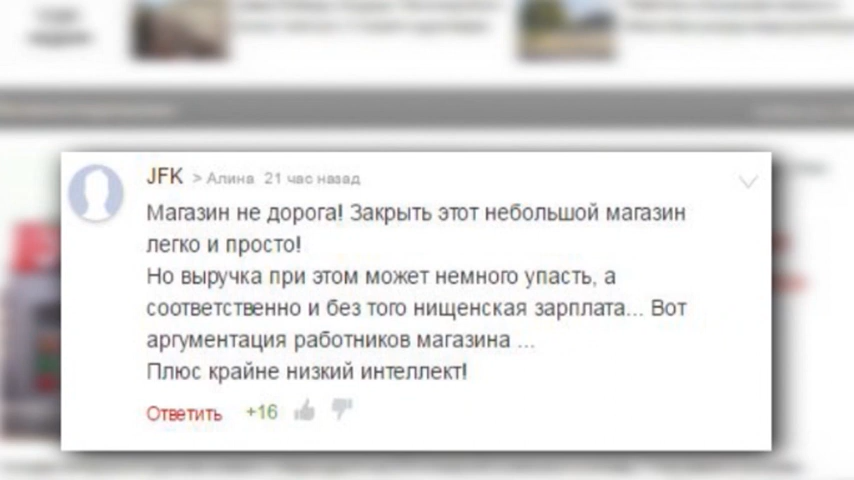 JFK > Алина 21 час назад
Магазин не дорога! Закрыть этот небольшой магазин
легко и просто!
Но выручка при этом может немного упасть, а
соответственно и без того нищенская зарплата... Вот
аргументация работников магазина ...
Плюс крайне низкий интеллект!
Ответить +16